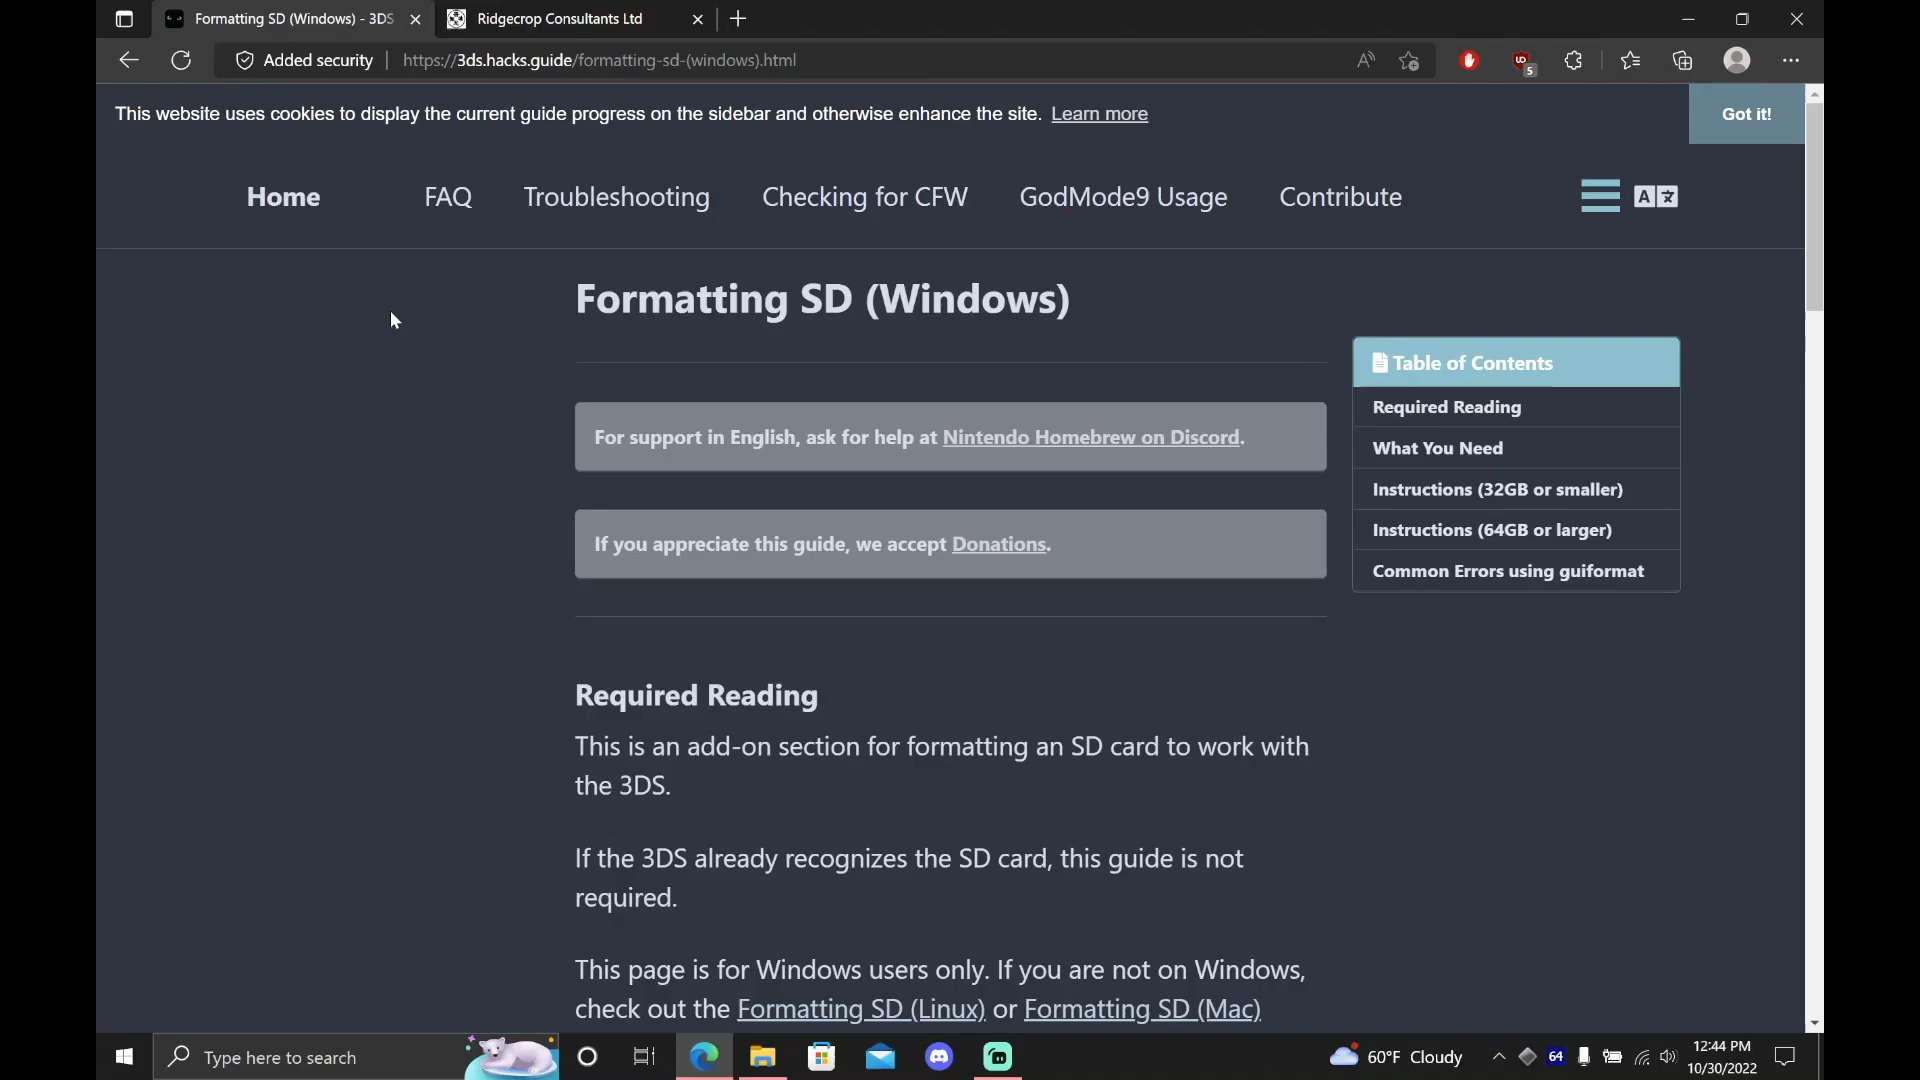 Formatting SD (Windows) - 3DS
Ridgecrop Consultants Ltd
Added security
https://3ds.hacks.guide/formatting-sd-(windows).html
5
This website uses cookies to display the current guide progress on the sidebar and otherwise enhance the site. Learn more
Got it!
Home
FAQ
Troubleshooting
Checking for CFW
GodMode9 Usage
Contribute
Formatting SD (Windows)
For support in English, ask for help at Nintendo Homebrew on Discord.
If you appreciate this guide, we accept Donations.
Table of Contents
Required Reading
What You Need
Instructions (32GB or smaller)
Instructions (64GB or larger)
Common Errors using guiformat
Required Reading
This is an add-on section for formatting an SD card to work with
the 3DS.
If the 3DS already recognizes the SD card, this guide is not
required.
This page is for Windows users only. If you are not on Windows,
check out the Formatting SD (Linux) or Formatting SD (Mac)
Type here to search
60°F Cloudy
64
12:44 PM
10/30/2022